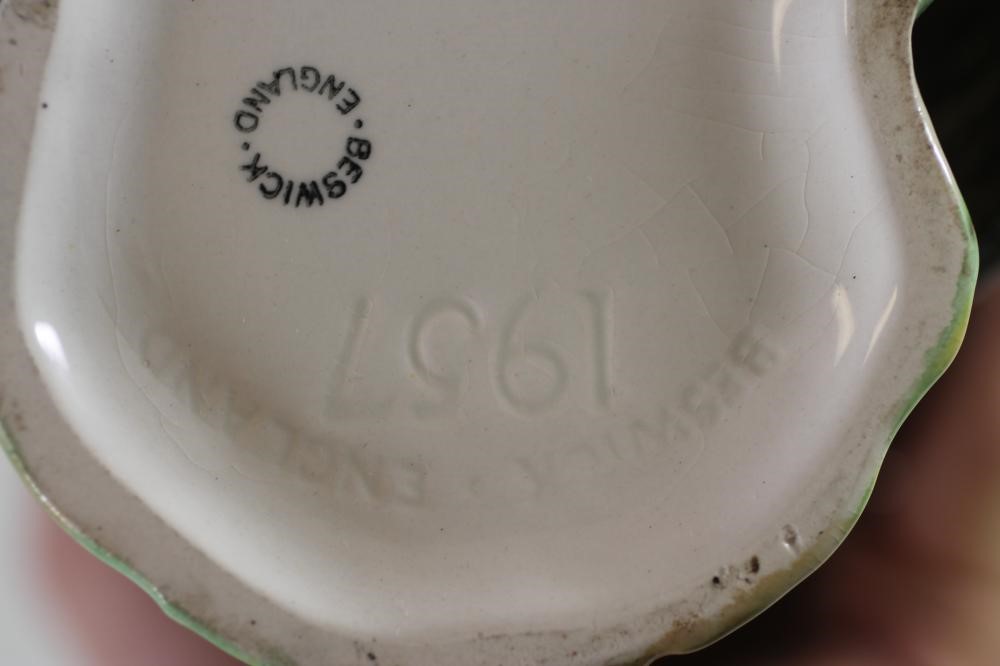 BESWICK · ENGLAND
1957
BESWICK · ENGLAND ·